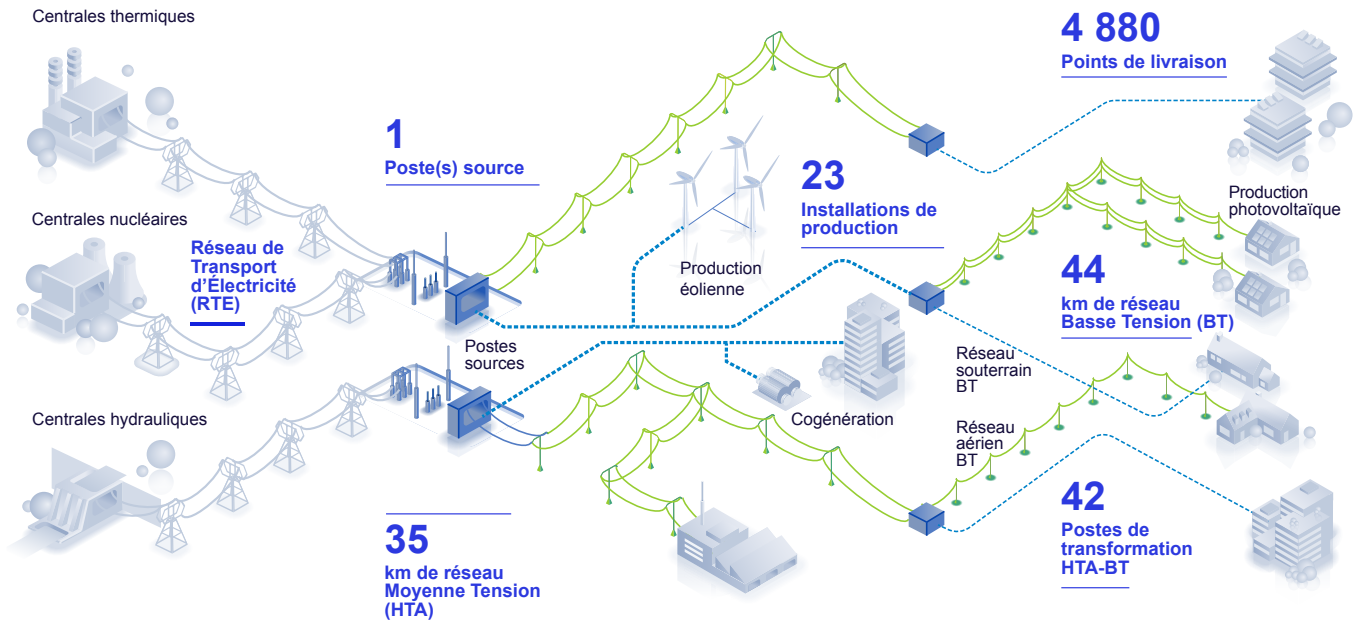 Centrales thermiques
4 880
Points de livraison
1
Poste(s) source
23
Installations de
production
Production
photovoltaïque
Centrales nucléaires
Réseau de
Transport
d’Électricité
(RTE)
Production
éolienne
44
km de réseau
Basse Tension (BT)
Postes
sources
Réseau
souterrain
BT
Centrales hydrauliques
Cogénération
Réseau
aérien
BT
35
km de réseau
Moyenne Tension
(HTA)
42
Postes de
transformation
HTA-BT